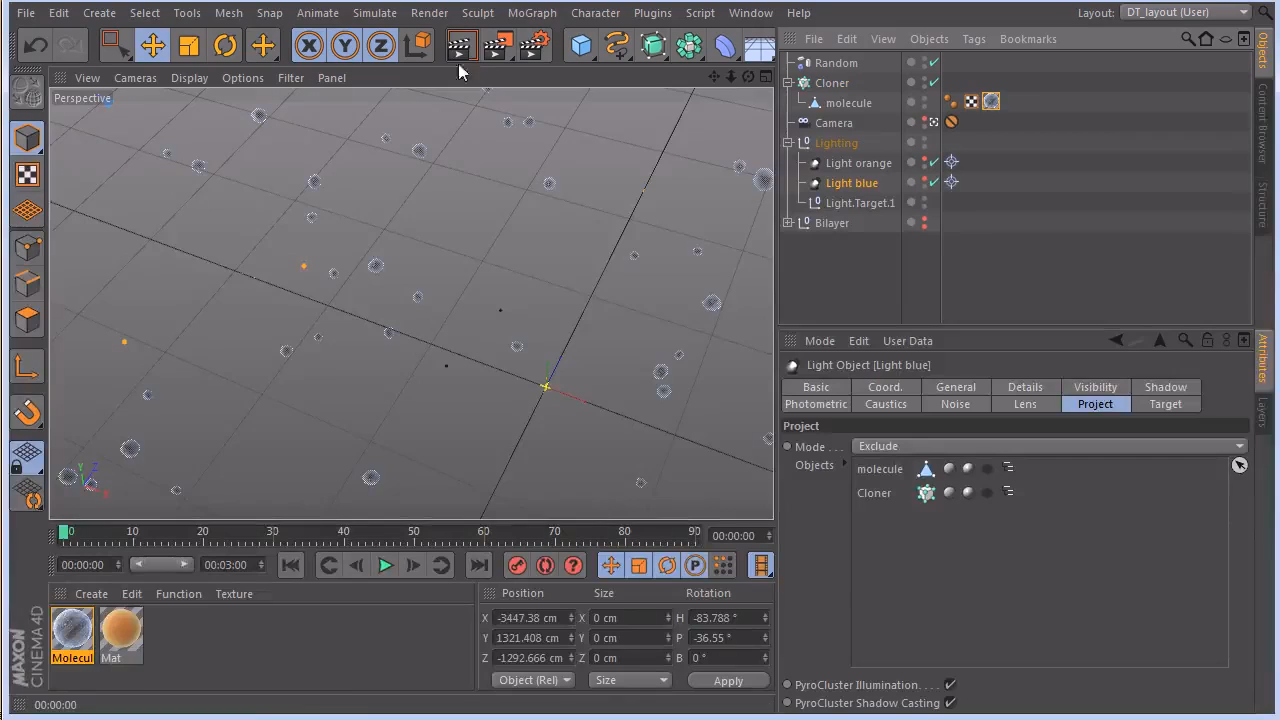 File Edit Create Select Tools Mesh Snap Animate Simulate Render Sculpt MoGraph Character Plugins Script Window Help Layout: DT_layout (User)
View Cameras Display Options Filter Panel
Perspective
X Y Z
Y Z X
0 10 20 30 40 50 60 70 80 90 00:00:00
00:00:00 00:03:00
Create Edit Function Texture
Molecul Mat
Position Size Rotation
X -3447.38 cm X 0 cm H -83.788 °
Y 1321.408 cm Y 0 cm P -36.55 °
Z -1292.666 cm Z 0 cm B 0 °
Object (Rel) Size Apply
MAXON CINEMA 4D
00:00:00
File Edit View Objects Tags Bookmarks
Random
Cloner
molecule
Camera
Lighting
Light orange
Light blue
Light.Target.1
Bilayer
Mode Edit User Data
Light Object [Light blue]
Basic Coord. General Details Visibility Shadow
Photometric Caustics Noise Lens Project Target
Project
Mode . . . Exclude
Objects molecule
Cloner
PyroCluster Illumination. . . .
PyroCluster Shadow Casting
Objects
Content Browser
Structure
Attributes
Layers